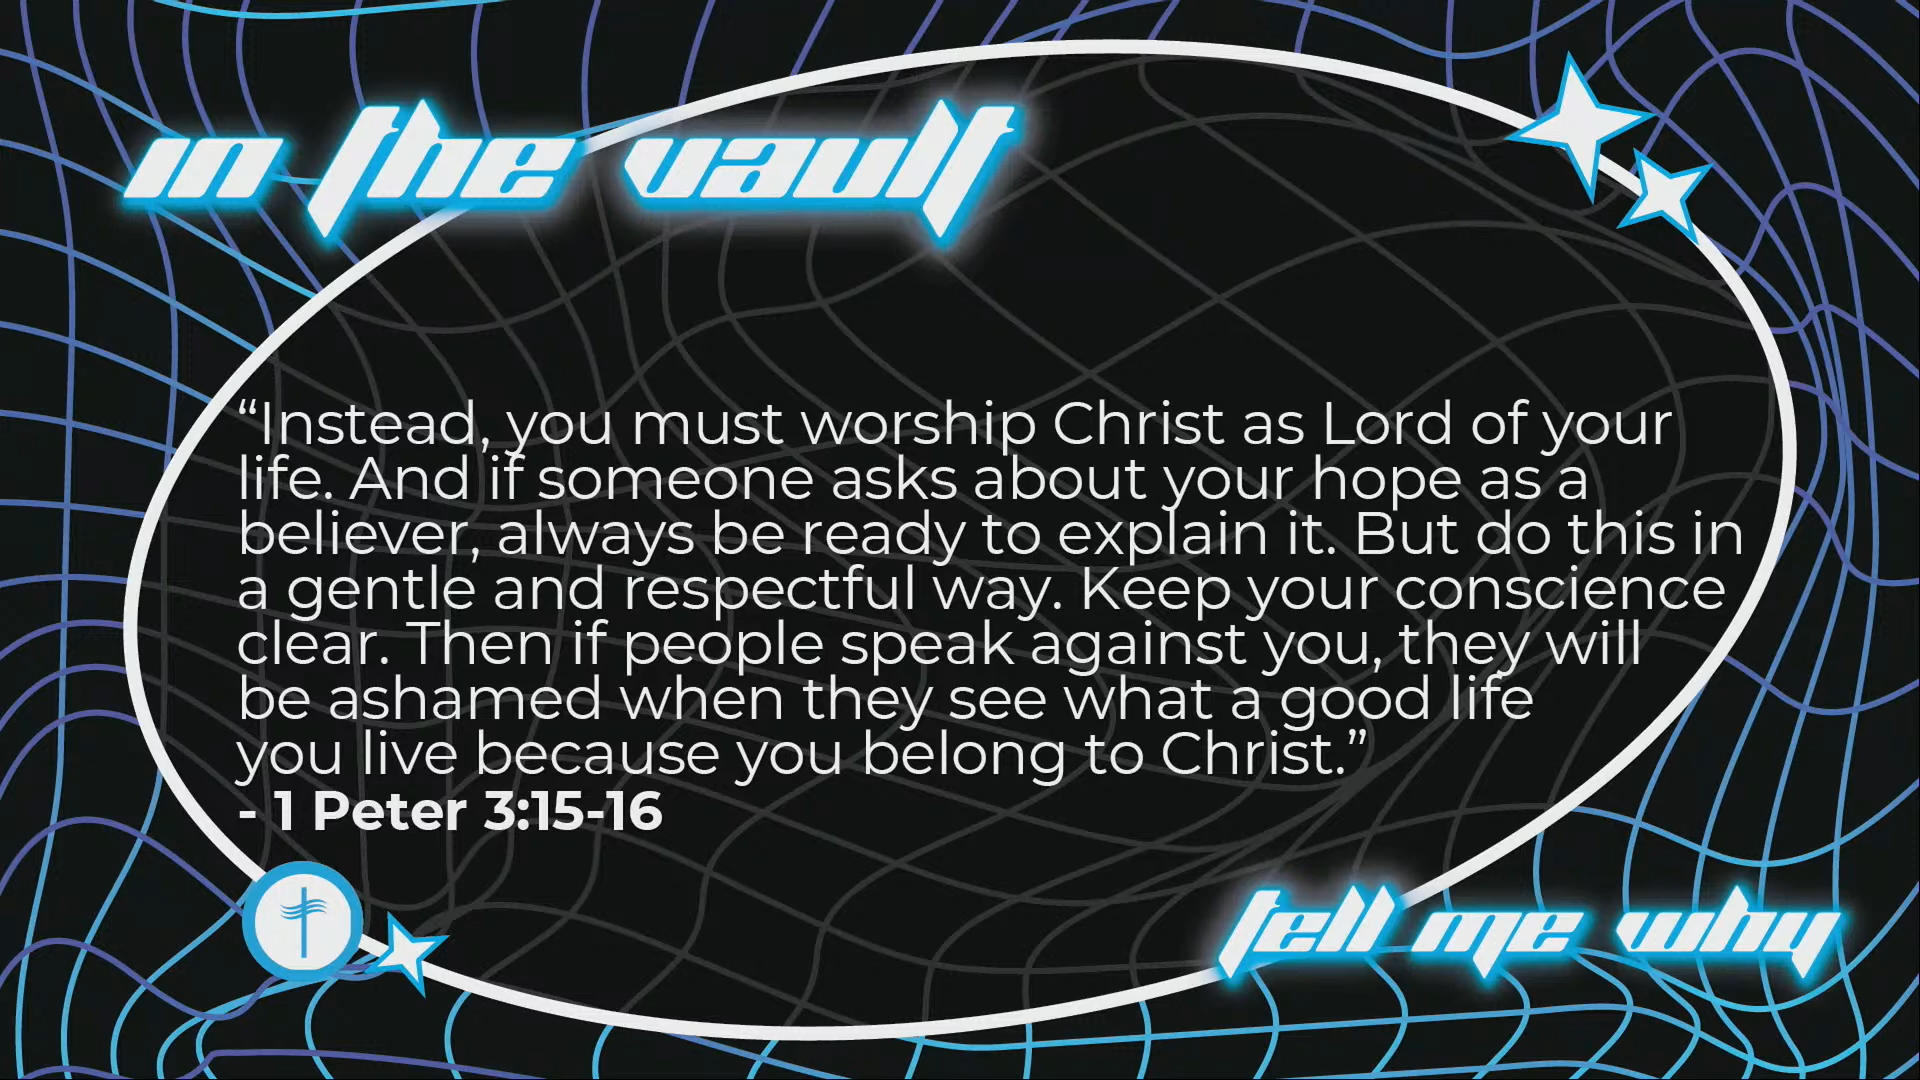 in the vault
“Instead, you must worship Christ as Lord of your
life. And if someone asks about your hope as a
believer, always be ready to explain it. But do this in
a gentle and respectful way. Keep your conscience
clear. Then if people speak against you, they will
be ashamed when they see what a good life
you live because you belong to Christ.”
- 1 Peter 3:15-16
tell me why